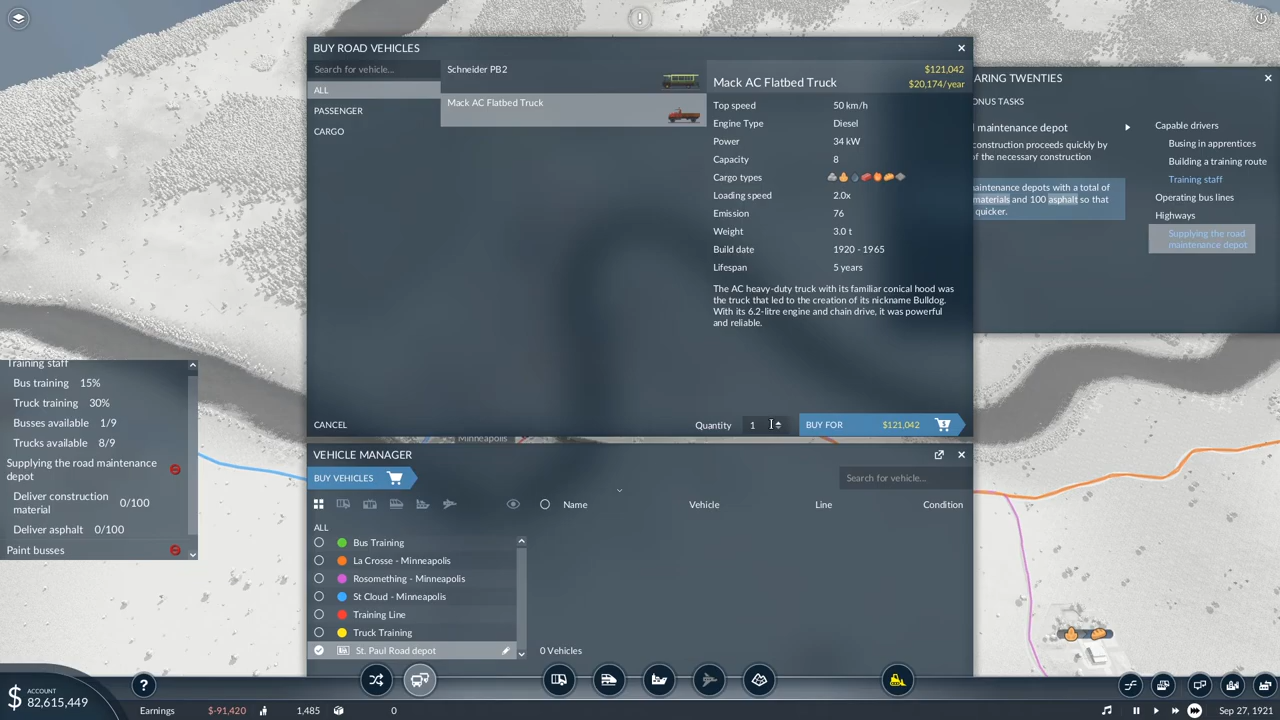 BUY ROAD VEHICLES
Search for vehicle...
ALL
PASSENGER
CARGO
Schneider PB2
Mack AC Flatbed Truck
$121,042
Mack AC Flatbed Truck
$20,174/year
Top speed 50 km/h
Engine Type Diesel
Power 34 kW
Capacity 8
Cargo types
Loading speed 2.0x
Emission 76
Weight 3.0 t
Build date 1920 - 1965
Lifespan 5 years
The AC heavy-duty truck with its familiar conical hood was
the truck that led to the creation of its nickname Bulldog.
With its 6.2-litre engine and chain drive, it was powerful
and reliable.
CANCEL
Quantity 1
BUY FOR $121,042
ARING TWENTIES
ONUS TASKS
l maintenance depot
construction proceeds quickly by
of the necessary construction
aintenance depots with a total of
materials and 100 asphalt so that
quicker.
Capable drivers
Busing in apprentices
Building a training route
Training staff
Operating bus lines
Highways
Supplying the road
maintenance depot
Training staff
Bus training 15%
Truck training 30%
Busses available 1/9
Trucks available 8/9
Supplying the road maintenance
depot
Deliver construction
material 0/100
Deliver asphalt 0/100
Paint busses
Minneapolis
VEHICLE MANAGER
BUY VEHICLES
Search for vehicle...
Name Vehicle Line Condition
ALL
Bus Training
La Crosse - Minneapolis
Rosomething - Minneapolis
St Cloud - Minneapolis
Training Line
Truck Training
St. Paul Road depot
0 Vehicles
$ ACCOUNT
82,615,449
?
Earnings $-91,420 1,485 0
Sep 27, 1921